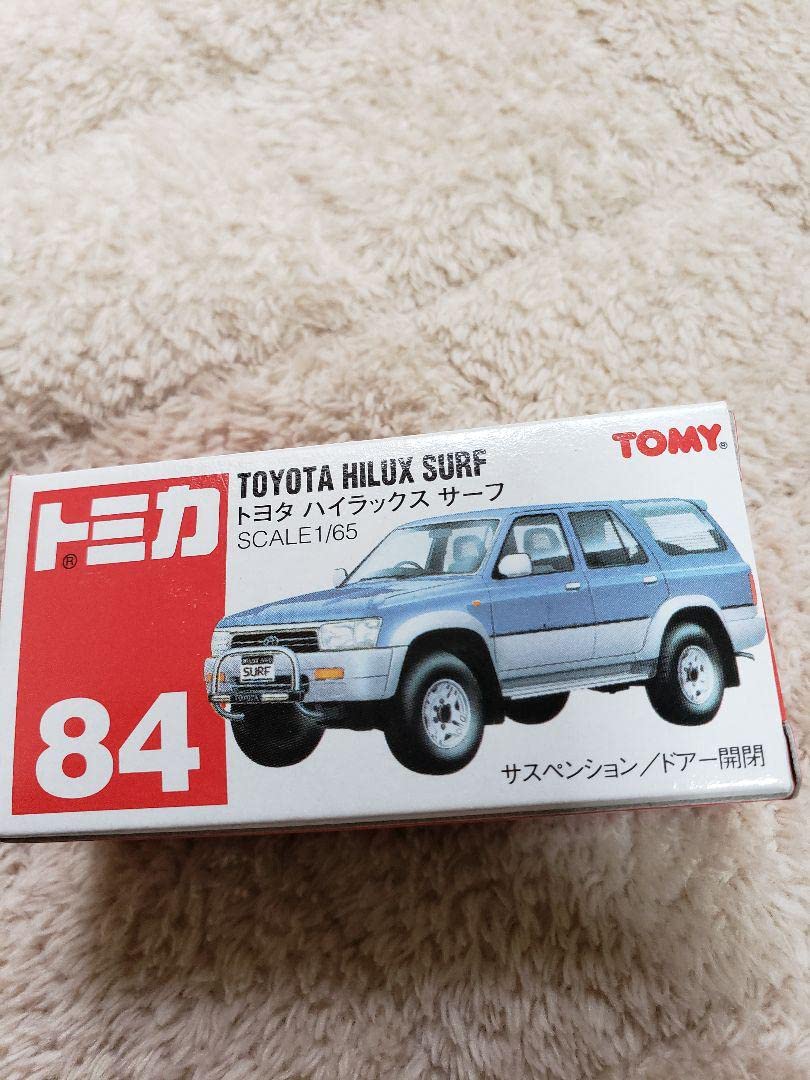 トミカ®
84
TOYOTA HILUX SURF
トヨタ ハイラックス サーフ
SCALE1/65
TOMY®
SURF
サスペンション/ドアー開閉